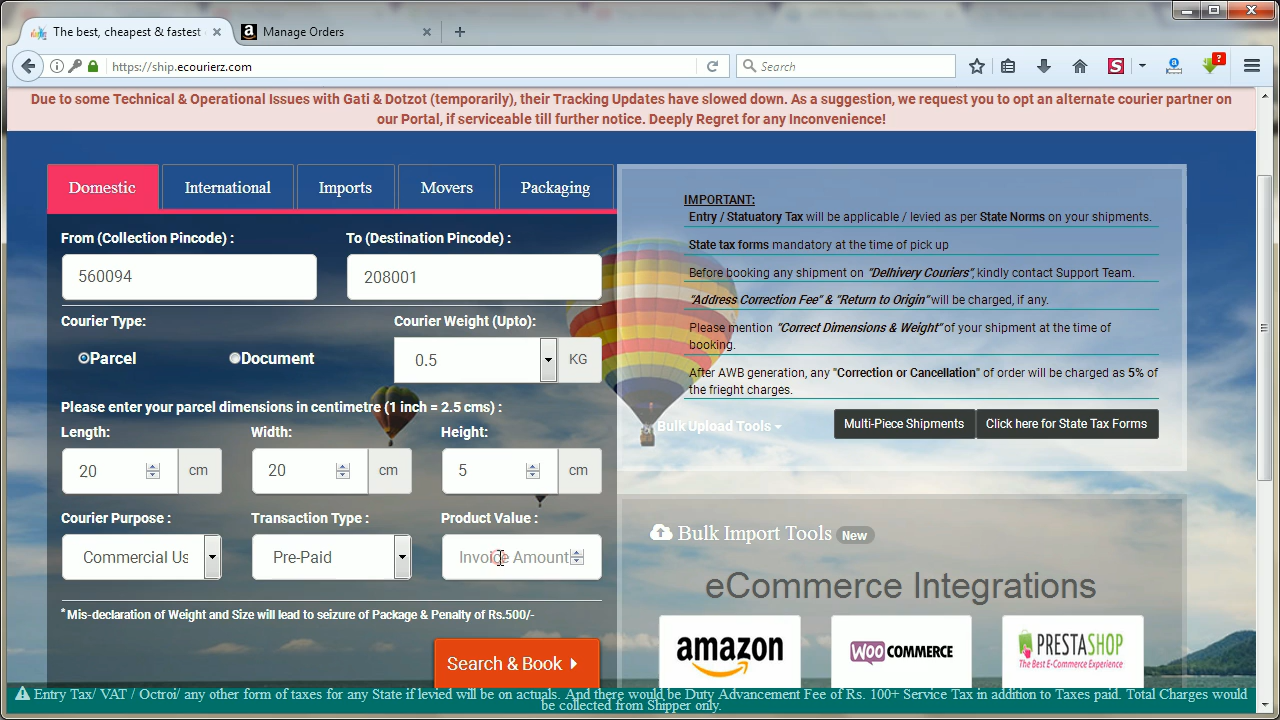 The best, cheapest & fastest
Manage Orders
https://ship.ecourierz.com
Search
Due to some Technical & Operational Issues with Gati & Dotzot (temporarily), their Tracking Updates have slowed down. As a suggestion, we request you to opt an alternate courier partner on
our Portal, if serviceable till further notice. Deeply Regret for any Inconvenience!
Domestic
International
Imports
Movers
Packaging
From (Collection Pincode) :
To (Destination Pincode) :
560094
208001
Courier Type:
Courier Weight (Upto):
Parcel
Document
0.5
KG
Please enter your parcel dimensions in centimetre (1 inch = 2.5 cms) :
Length:
Width:
Height:
20
cm
20
cm
5
cm
Courier Purpose :
Transaction Type :
Product Value :
Commercial Us
Pre-Paid
Invoice Amount
*Mis-declaration of Weight and Size will lead to seizure of Package & Penalty of Rs.500/-
Search & Book
IMPORTANT:
Entry / Statuatory Tax will be applicable / levied as per State Norms on your shipments.
State tax forms mandatory at the time of pick up
Before booking any shipment on "Delhivery Couriers", kindly contact Support Team.
"Address Correction Fee" & "Return to Origin" will be charged, if any.
Please mention "Correct Dimensions & Weight" of your shipment at the time of
booking.
After AWB generation, any "Correction or Cancellation" of order will be charged as 5% of
the frieght charges.
Bulk Upload Tools
Multi-Piece Shipments
Click here for State Tax Forms
Bulk Import Tools
New
eCommerce Integrations
amazon
WOO COMMERCE
PRESTASHOP
The Best E-Commerce Experience
Entry Tax/ VAT / Octroi/ any other form of taxes for any State if levied will be on actuals. And there would be Duty Advancement Fee of Rs. 100+ Service Tax in addition to Taxes paid. Total Charges would
be collected from Shipper only.